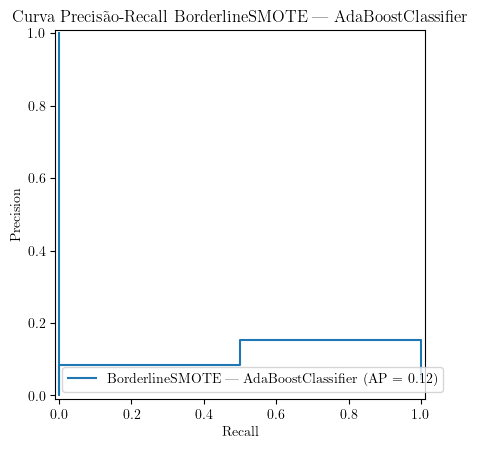 Curva Precisão-Recall BorderlineSMOTE — AdaBoostClassifier
1.0
0.8
0.6
0.4
0.2
0.0
Precision
BorderlineSMOTE — AdaBoostClassifier (AP = 0.12)
0.0 0.2 0.4 0.6 0.8 1.0
Recall